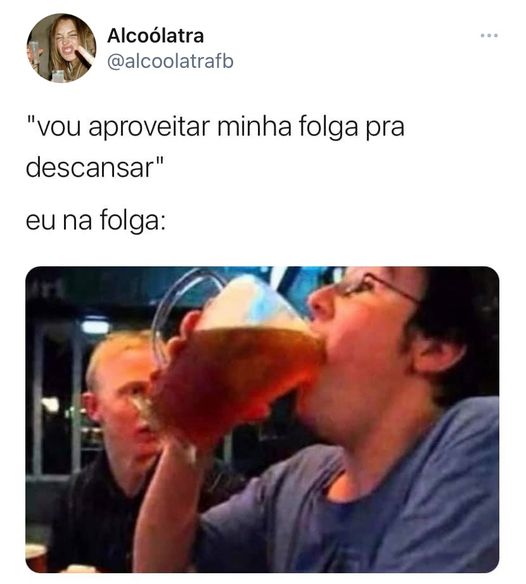 Alcoólatra
@alcoolatrafb
"vou aproveitar minha folga pra
descansar"
eu na folga: